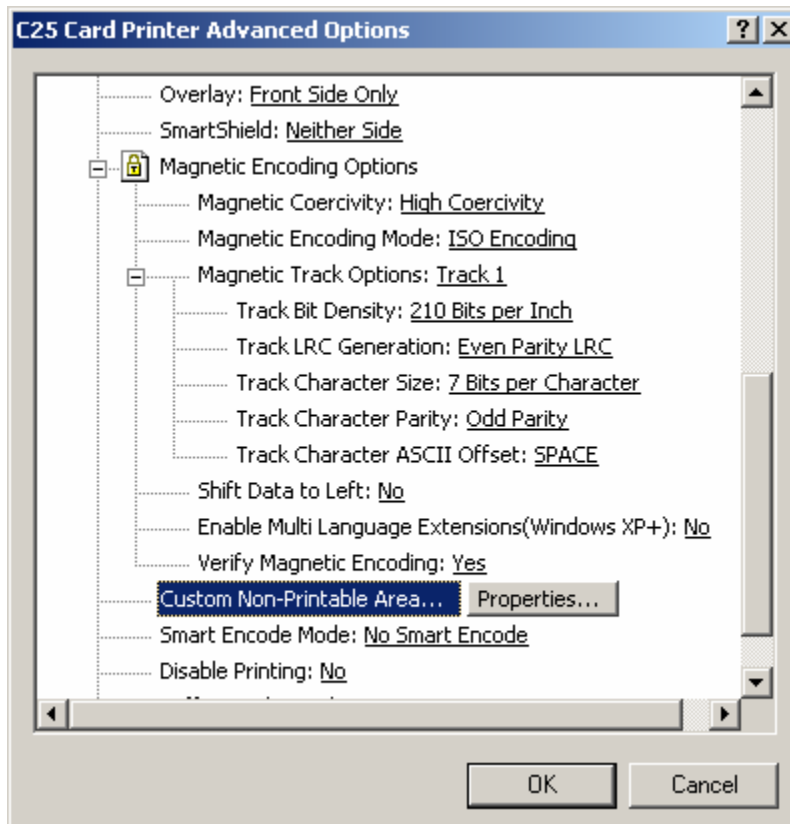 C25 Card Printer Advanced Options
Overlay: Front Side Only
SmartShield: Neither Side
Magnetic Encoding Options
Magnetic Coercivity: High Coercivity
Magnetic Encoding Mode: ISO Encoding
Magnetic Track Options: Track 1
Track Bit Density: 210 Bits per Inch
Track LRC Generation: Even Parity LRC
Track Character Size: 7 Bits per Character
Track Character Parity: Odd Parity
Track Character ASCII Offset: SPACE
Shift Data to Left: No
Enable Multi Language Extensions(Windows XP+): No
Verify Magnetic Encoding: Yes
Custom Non-Printable Area... Properties...
Smart Encode Mode: No Smart Encode
Disable Printing: No
OK Cancel